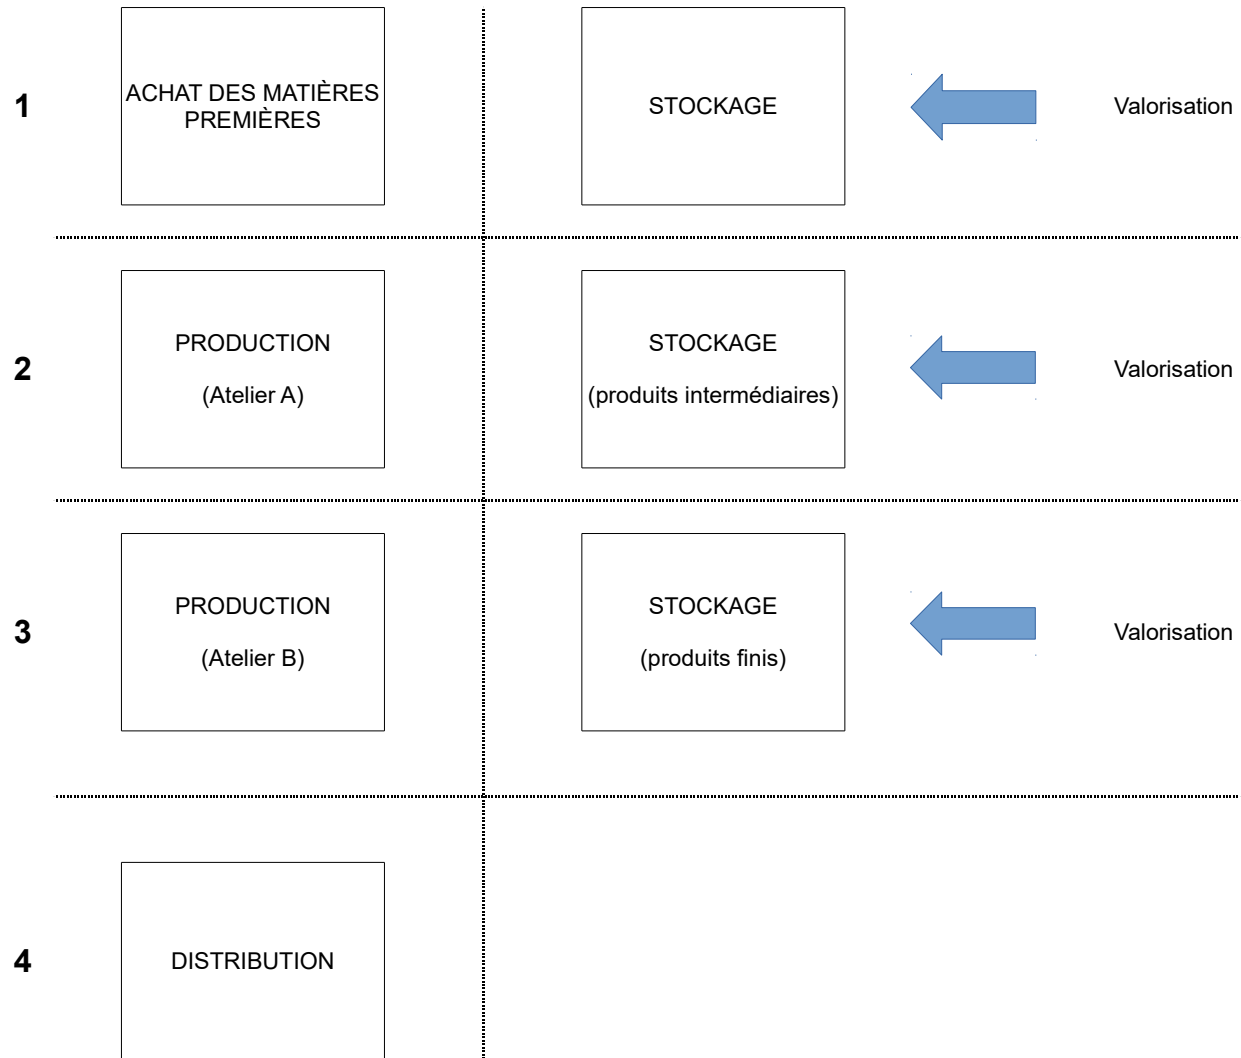 1
ACHAT DES MATIÈRES
PREMIÈRES
STOCKAGE
Valorisation
2
PRODUCTION
(Atelier A)
STOCKAGE
(produits intermédiaires)
Valorisation
3
PRODUCTION
(Atelier B)
STOCKAGE
(produits finis)
Valorisation
4
DISTRIBUTION